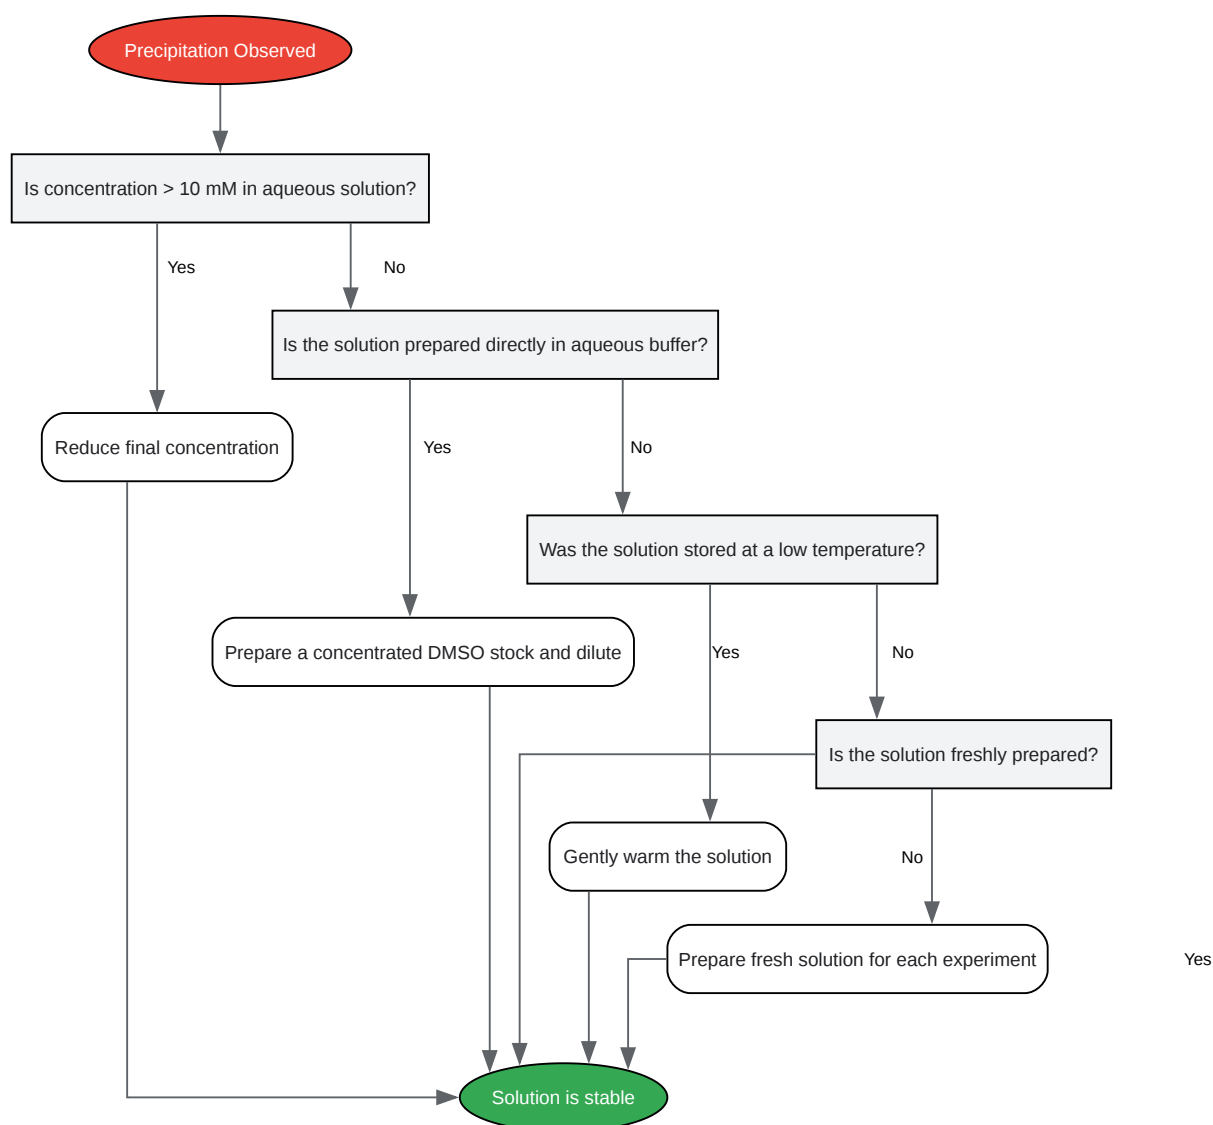 Precipitation Observed
Is concentration > 10 mM in aqueous solution?
Yes
No
Is the solution prepared directly in aqueous buffer?
Reduce final concentration
Yes
No
Was the solution stored at a low temperature?
Prepare a concentrated DMSO stock and dilute
Yes
No
Is the solution freshly prepared?
Gently warm the solution
No
Prepare fresh solution for each experiment
Yes
Solution is stable